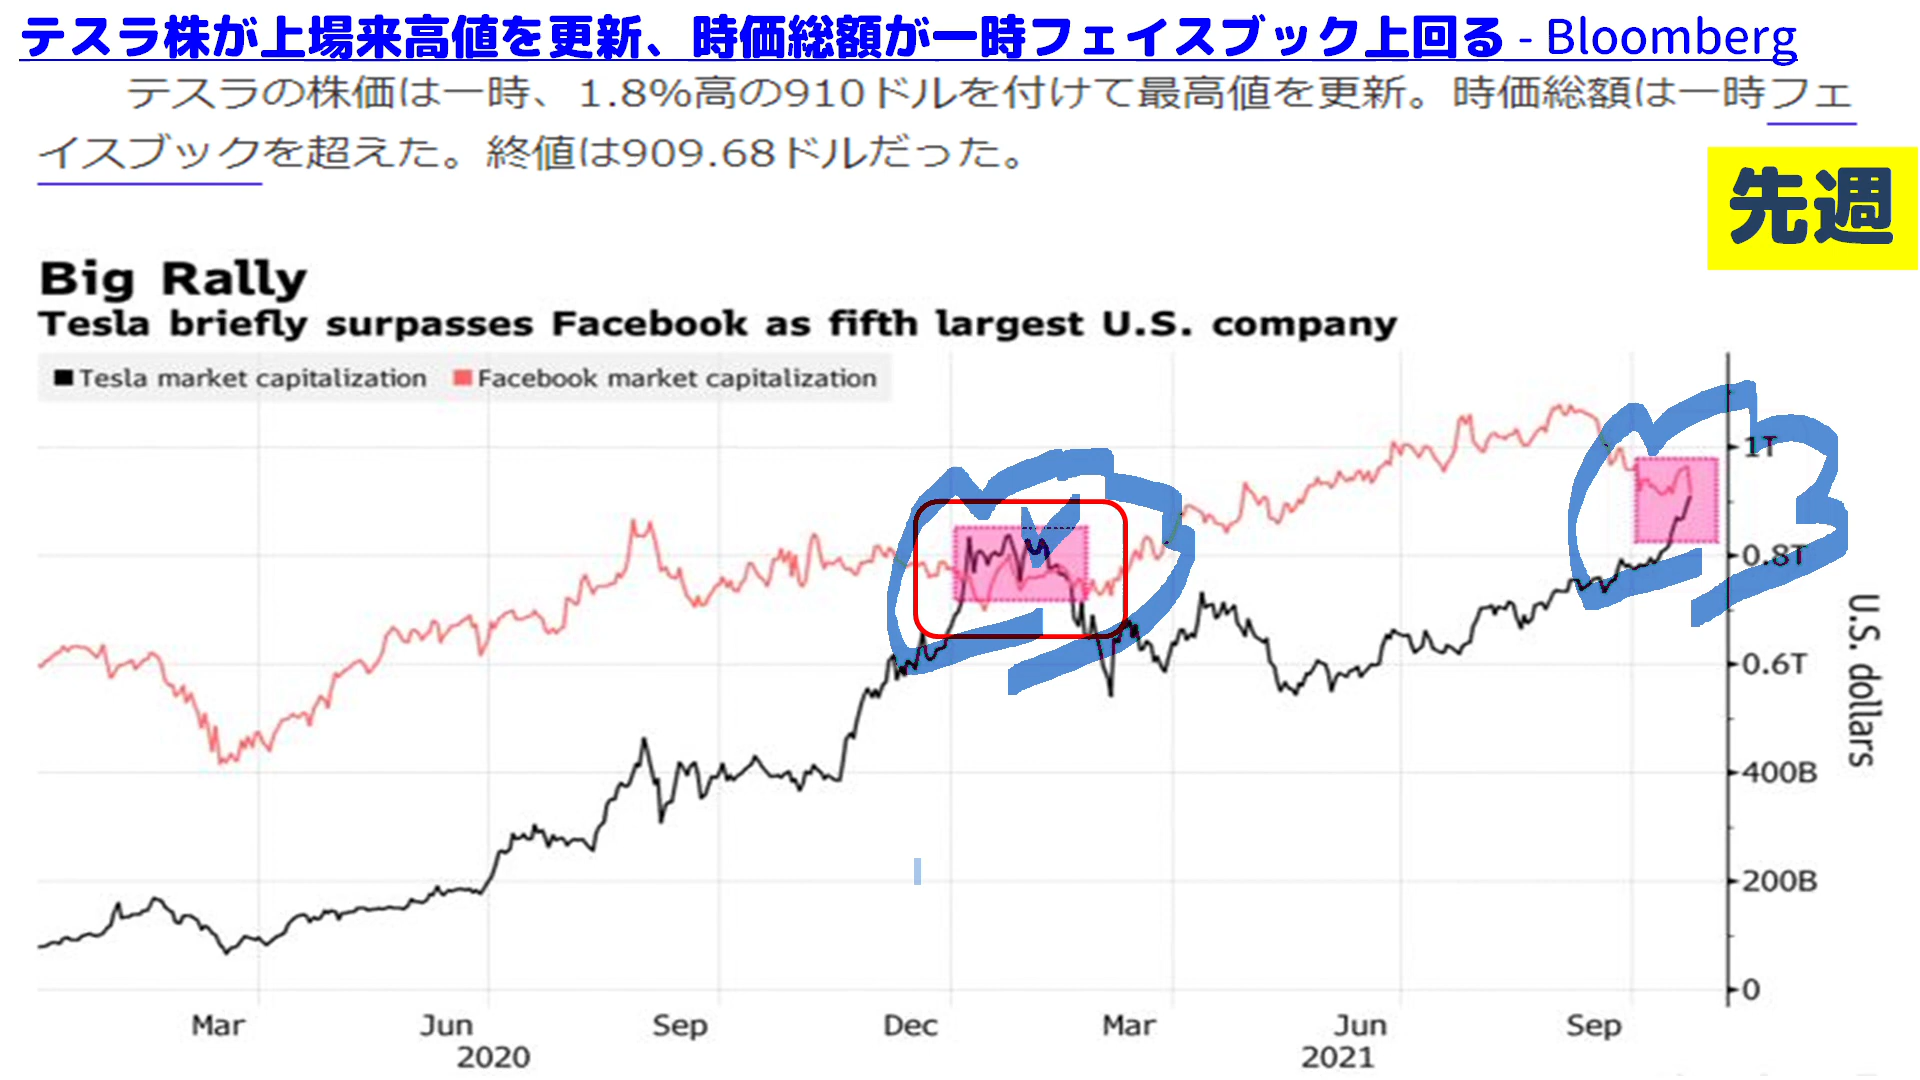 テスラ株が上場来高値を更新、時価総額が一時フェイスブック上回る - Bloomberg
テスラの株価は一時、1.8%高の910ドルを付けて最高値を更新。時価総額は一時フェ
イスブックを超えた。終値は909.68ドルだった。
先週
Big Rally
Tesla briefly surpasses Facebook as fifth largest U.S. company
Tesla market capitalization Facebook market capitalization
1T
0.8T
0.6T
400B
200B
0
U.S. dollars
Mar Jun Sep Dec Mar Jun Sep
2020 2021